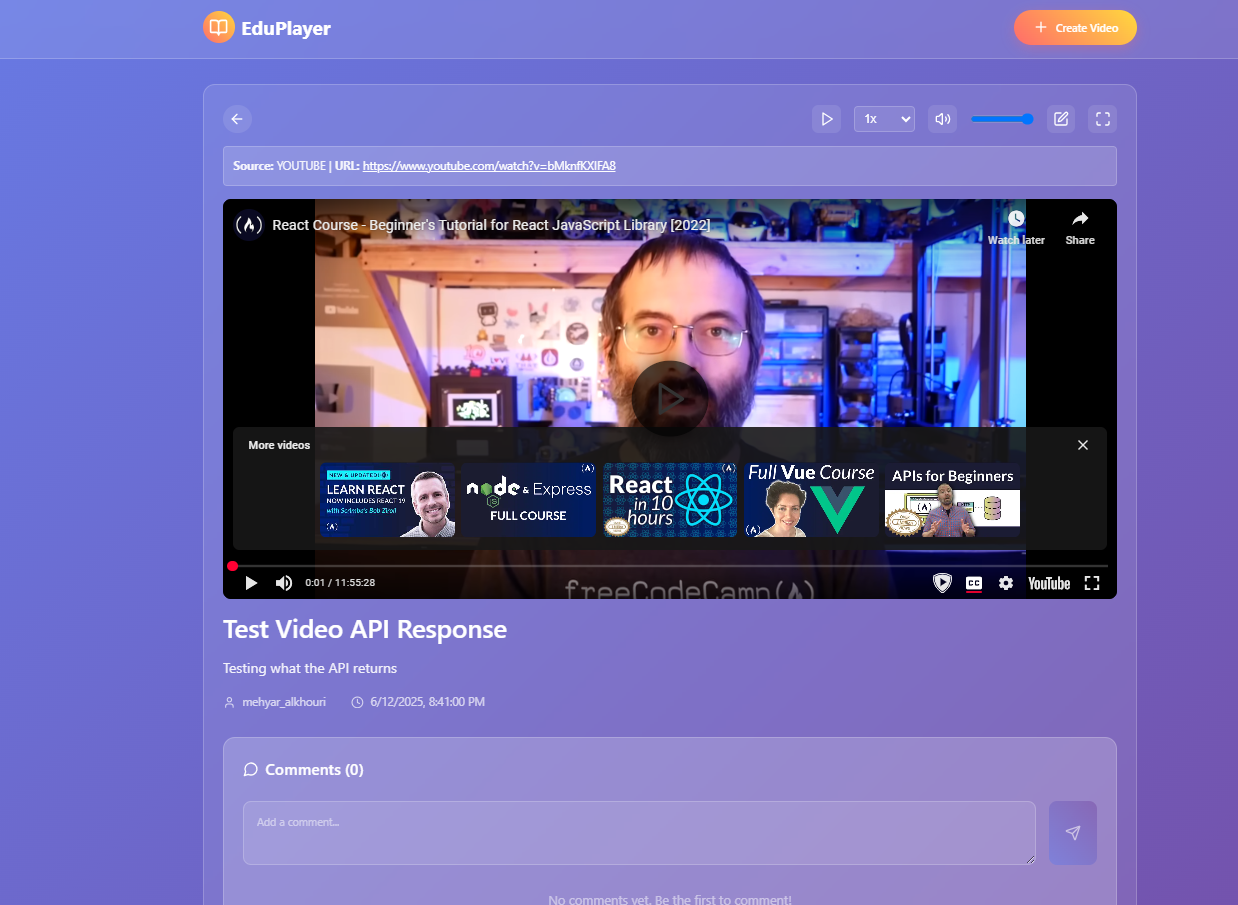 EduPlayer
Create Video
1x
Source: YOUTUBE | URL: https://www.youtube.com/watch?v=bMknfKXIFA8
React Course - Beginner's Tutorial for React JavaScript Library [2022]
Watch later
Share
YouTube
More videos
NEW & UPDATED!
LEARN REACT
NOW INCLUDES REACT 19
with Scrimba's Bob Ziroll
node & Express
FULL COURSE
React
in 10
hours
Full Vue Course
APIs for Beginners
0:01 / 11:55:28
CC
YouTube
freeCodeCamp
Test Video API Response
Testing what the API returns
mehyar_alkhouri
6/12/2025, 8:41:00 PM
Comments (0)
Add a comment...
No comments yet. Be the first to comment!